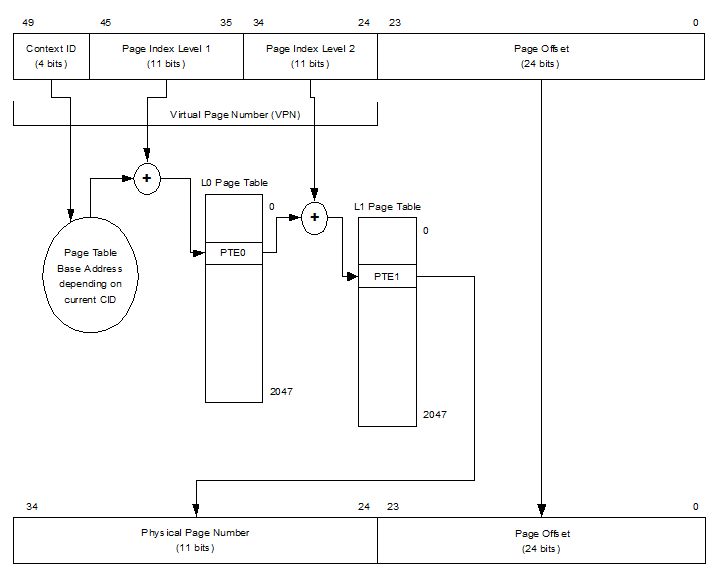 49 45 35 34 24 23 0
Context ID Page Index Level 1 Page Index Level 2 Page Offset
(4 bits) (11 bits) (11 bits) (24 bits)
Virtual Page Number (VPN)
+
L0 Page Table
0
L1 Page Table
+
0
Page Table
Base Address
depending on
current CID
PTE0
PTE1
2047
2047
34 24 23 0
Physical Page Number Page Offset
(11 bits) (24 bits)